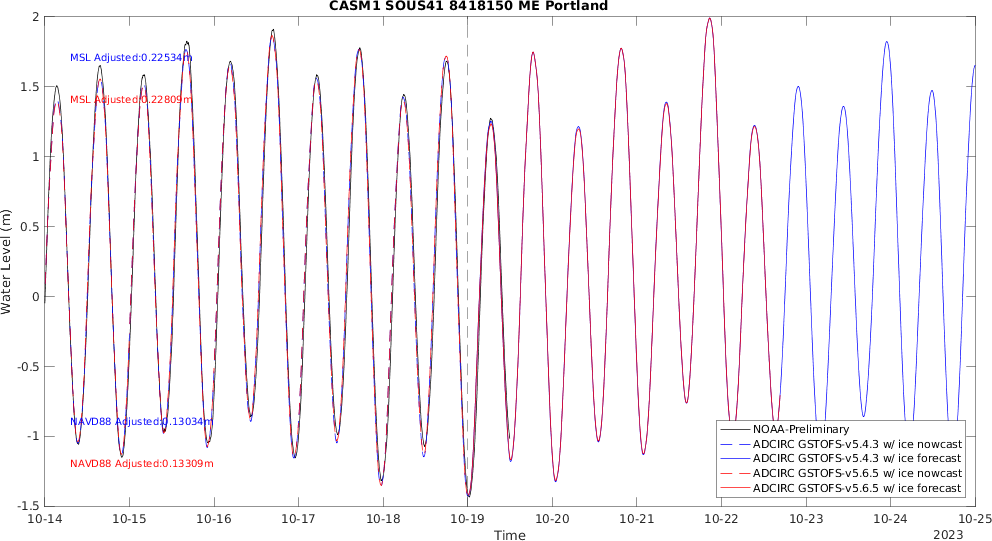 CASM1 SOUS41 8418150 ME Portland
Water Level (m)
2
1.5
1
0.5
0
-0.5
-1
-1.5
MSL Adjusted:0.22534m
MSL Adjusted:0.22809m
NAVD88 Adjusted:0.13034m
NAVD88 Adjusted:0.13309m
NOAA-Preliminary
ADCIRC GSTOFS-v5.4.3 w/ ice nowcast
ADCIRC GSTOFS-v5.4.3 w/ ice forecast
ADCIRC GSTOFS-v5.6.5 w/ ice nowcast
ADCIRC GSTOFS-v5.6.5 w/ ice forecast
10-14 10-15 10-16 10-17 10-18 10-19 10-20 10-21 10-22 10-23 10-24 10-25
Time
2023